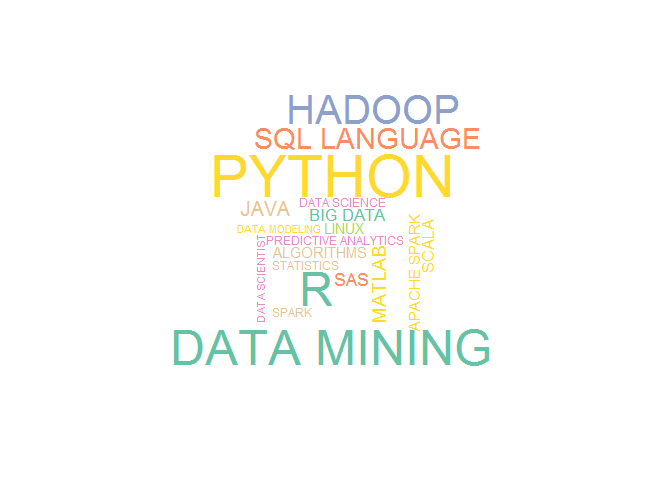 HADOOP
SQL LANGUAGE
PYTHON
DATA SCIENCE
JAVA
BIG DATA
DATA MODELING
LINUX
PREDICTIVE ANALYTICS
ALGORITHMS
STATISTICS
DATA SCIENTIST
R
SAS
MATLAB
APACHE SPARK
SCALA
SPARK
DATA MINING